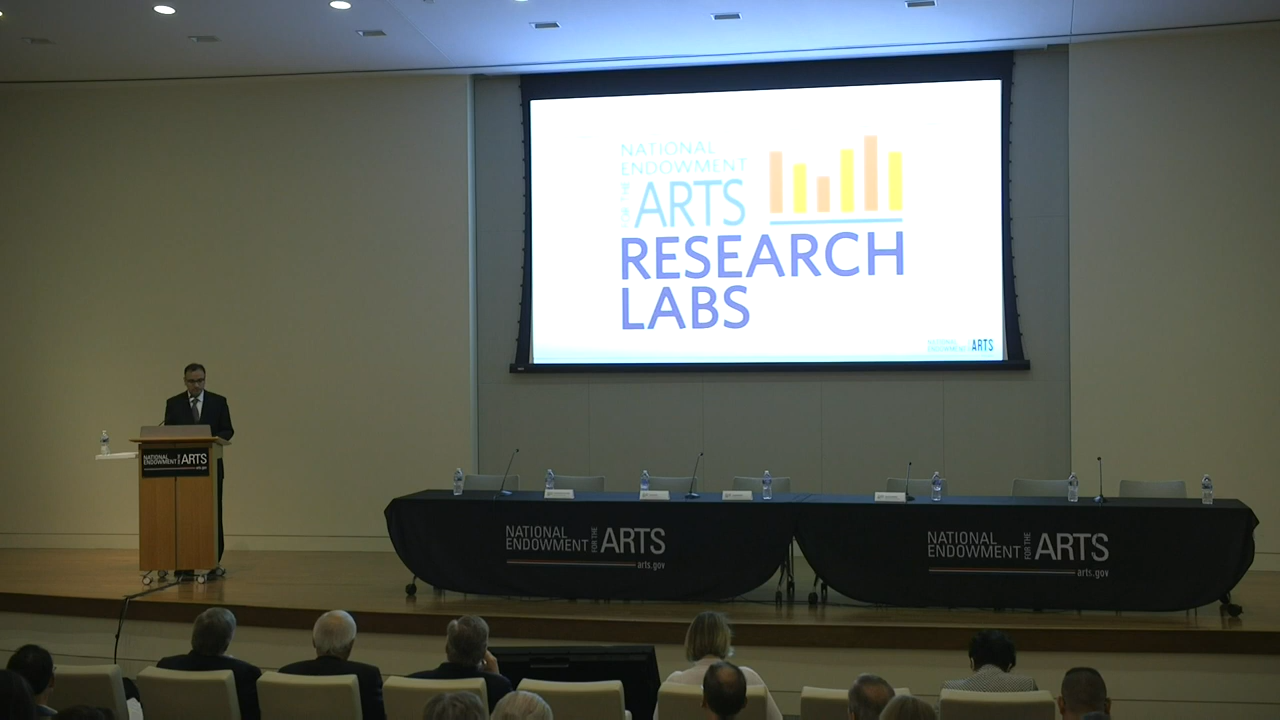 NATIONAL
ENDOWMENT
FOR THE
ARTS
RESEARCH
LABS
NATIONAL
ENDOWMENT
ARTS
NATIONAL
ENDOWMENT FOR THE ARTS
arts.gov
NATIONAL
ENDOWMENT FOR THE ARTS
arts.gov
NATIONAL
ENDOWMENT FOR THE ARTS
arts.gov